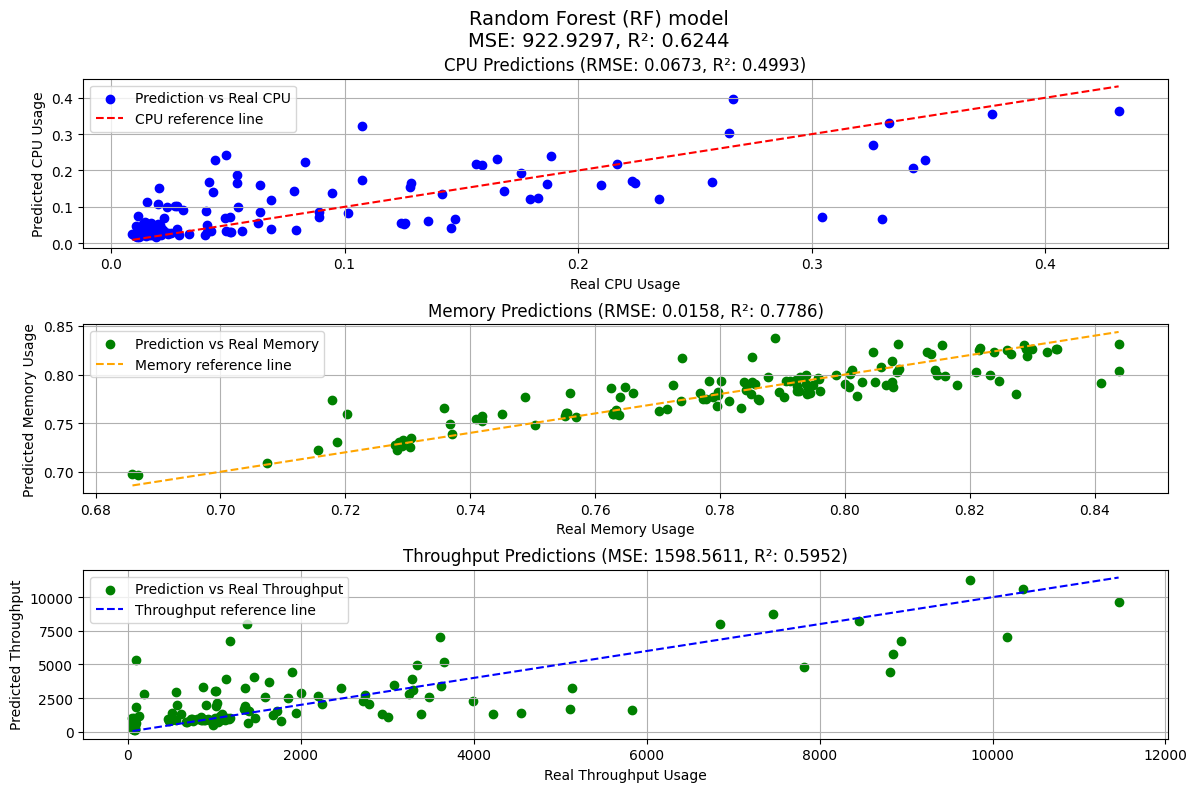 Random Forest (RF) model
MSE: 922.9297, R²: 0.6244
CPU Predictions (RMSE: 0.0673, R²: 0.4993)
Prediction vs Real CPU
CPU reference line
Predicted CPU Usage
0.4
0.3
0.2
0.1
0.0
0.0 0.1 0.2 0.3 0.4
Real CPU Usage
Memory Predictions (RMSE: 0.0158, R²: 0.7786)
Prediction vs Real Memory
Memory reference line
Predicted Memory Usage
0.85
0.80
0.75
0.70
0.68 0.70 0.72 0.74 0.76 0.78 0.80 0.82 0.84
Real Memory Usage
Throughput Predictions (MSE: 1598.5611, R²: 0.5952)
Prediction vs Real Throughput
Throughput reference line
Predicted Throughput
10000
7500
5000
2500
0
0 2000 4000 6000 8000 10000 12000
Real Throughput Usage